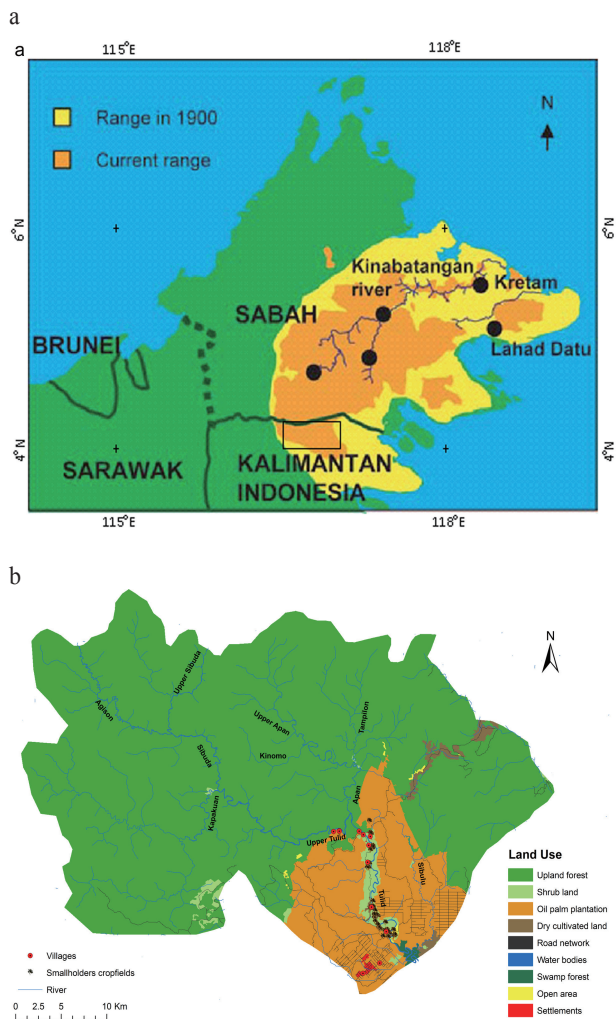 a
a
115°E
118°E
Range in 1900
Current range
N
6°N
6°N
Kinabatangan
river
Kretam
SABAH
BRUNEI
Lahad Datu
4°N
4°N
SARAWAK
KALIMANTAN
INDONESIA
115°E
118°E
b
N
Upper Sibuda
Agison
Tampilon
Upper Apan
Sibuda
Kinomo
Kapakuan
Apan
Upper Tulid
Sibulu
Tulid
Land Use
Upland forest
Shrub land
Oil palm plantation
Dry cultivated land
Road network
Water bodies
Swamp forest
Open area
Settlements
Villages
Smallholders cropfields
River
0 2.5 5 10 Km